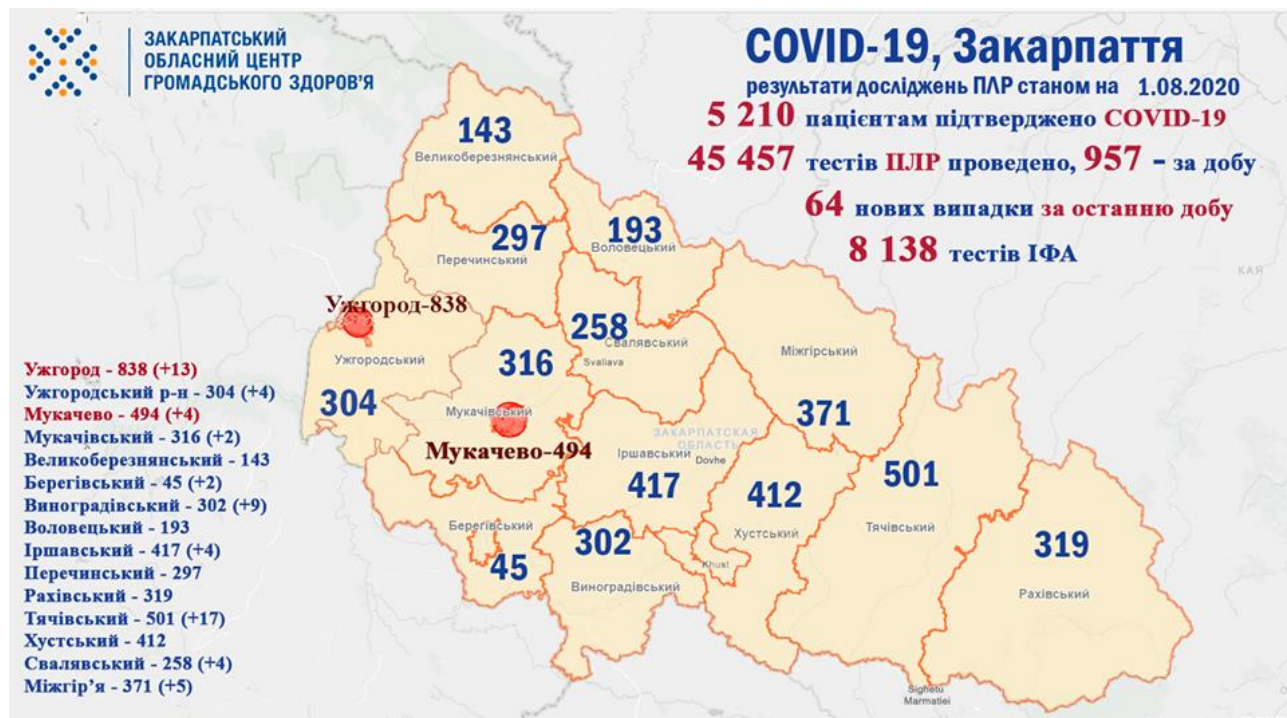 ЗАКАРПАТСЬКИЙ
ОБЛАСНИЙ ЦЕНТР
ГРОМАДСЬКОГО ЗДОРОВ'Я
COVID-19, Закарпаття
результати досліджень ПЛР станом на 1.08.2020
5 210 пацієнтам підтверджено COVID-19
45 457 тестів ПЛР проведено, 957 - за добу
64 нових випадки за останню добу
8 138 тестів ІФА
143
Великоберезнянський
297
Перечинський
193
Воловецький
КАЯ
Ужгород-838
258
Свалявський
Svaliava
Міжгірський
371
Ужгородський
304
316
Мукачівський
Мукачево-494
ЗАКАРПАТСКАЯ
ОБЛАСТЬ
Іршавський
Dovhe
417
412
Хустський
Khust
501
Тячівський
319
Рахівський
Берегівський
45
302
Виноградівський
Sighetu
Marmatiei
Ужгород - 838 (+13)
Ужгородський р-н - 304 (+4)
Мукачево - 494 (+4)
Мукачівський - 316 (+2)
Великоберезнянський - 143
Берегівський - 45 (+2)
Виноградівський - 302 (+9)
Воловецький - 193
Іршавський - 417 (+4)
Перечинський - 297
Рахівський - 319
Тячівський - 501 (+17)
Хустський - 412
Свалявський - 258 (+4)
Міжгір'я - 371 (+5)